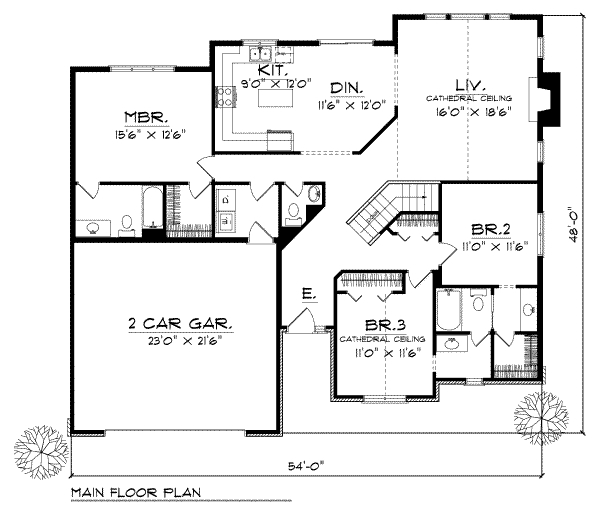 KIT.
9'0" X 12'0"
DIN.
11'6" X 12'0"
LIV.
CATHEDRAL CEILING
16'0" X 18'6"
MBR.
15'6" X 12'6"
BR.2
11'0" X 11'6"
48'-0"
E.
2 CAR GAR.
23'0" X 21'6"
BR.3
CATHEDRAL CEILING
11'0" X 11'6"
54'-0"
MAIN FLOOR PLAN